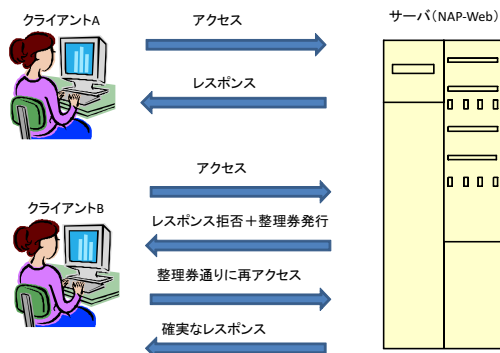 クライアントA
アクセス
サーバ(NAP-Web)
レスポンス
アクセス
クライアントB
レスポンス拒否+整理券発行
整理券通りに再アクセス
確実なレスポンス